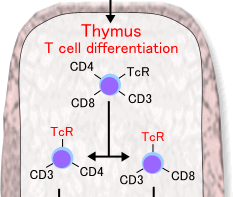 Thymus
T cell differentiation
CD4 TcR
CD8 CD3
TcR TcR
CD3 CD4 CD3 CD8